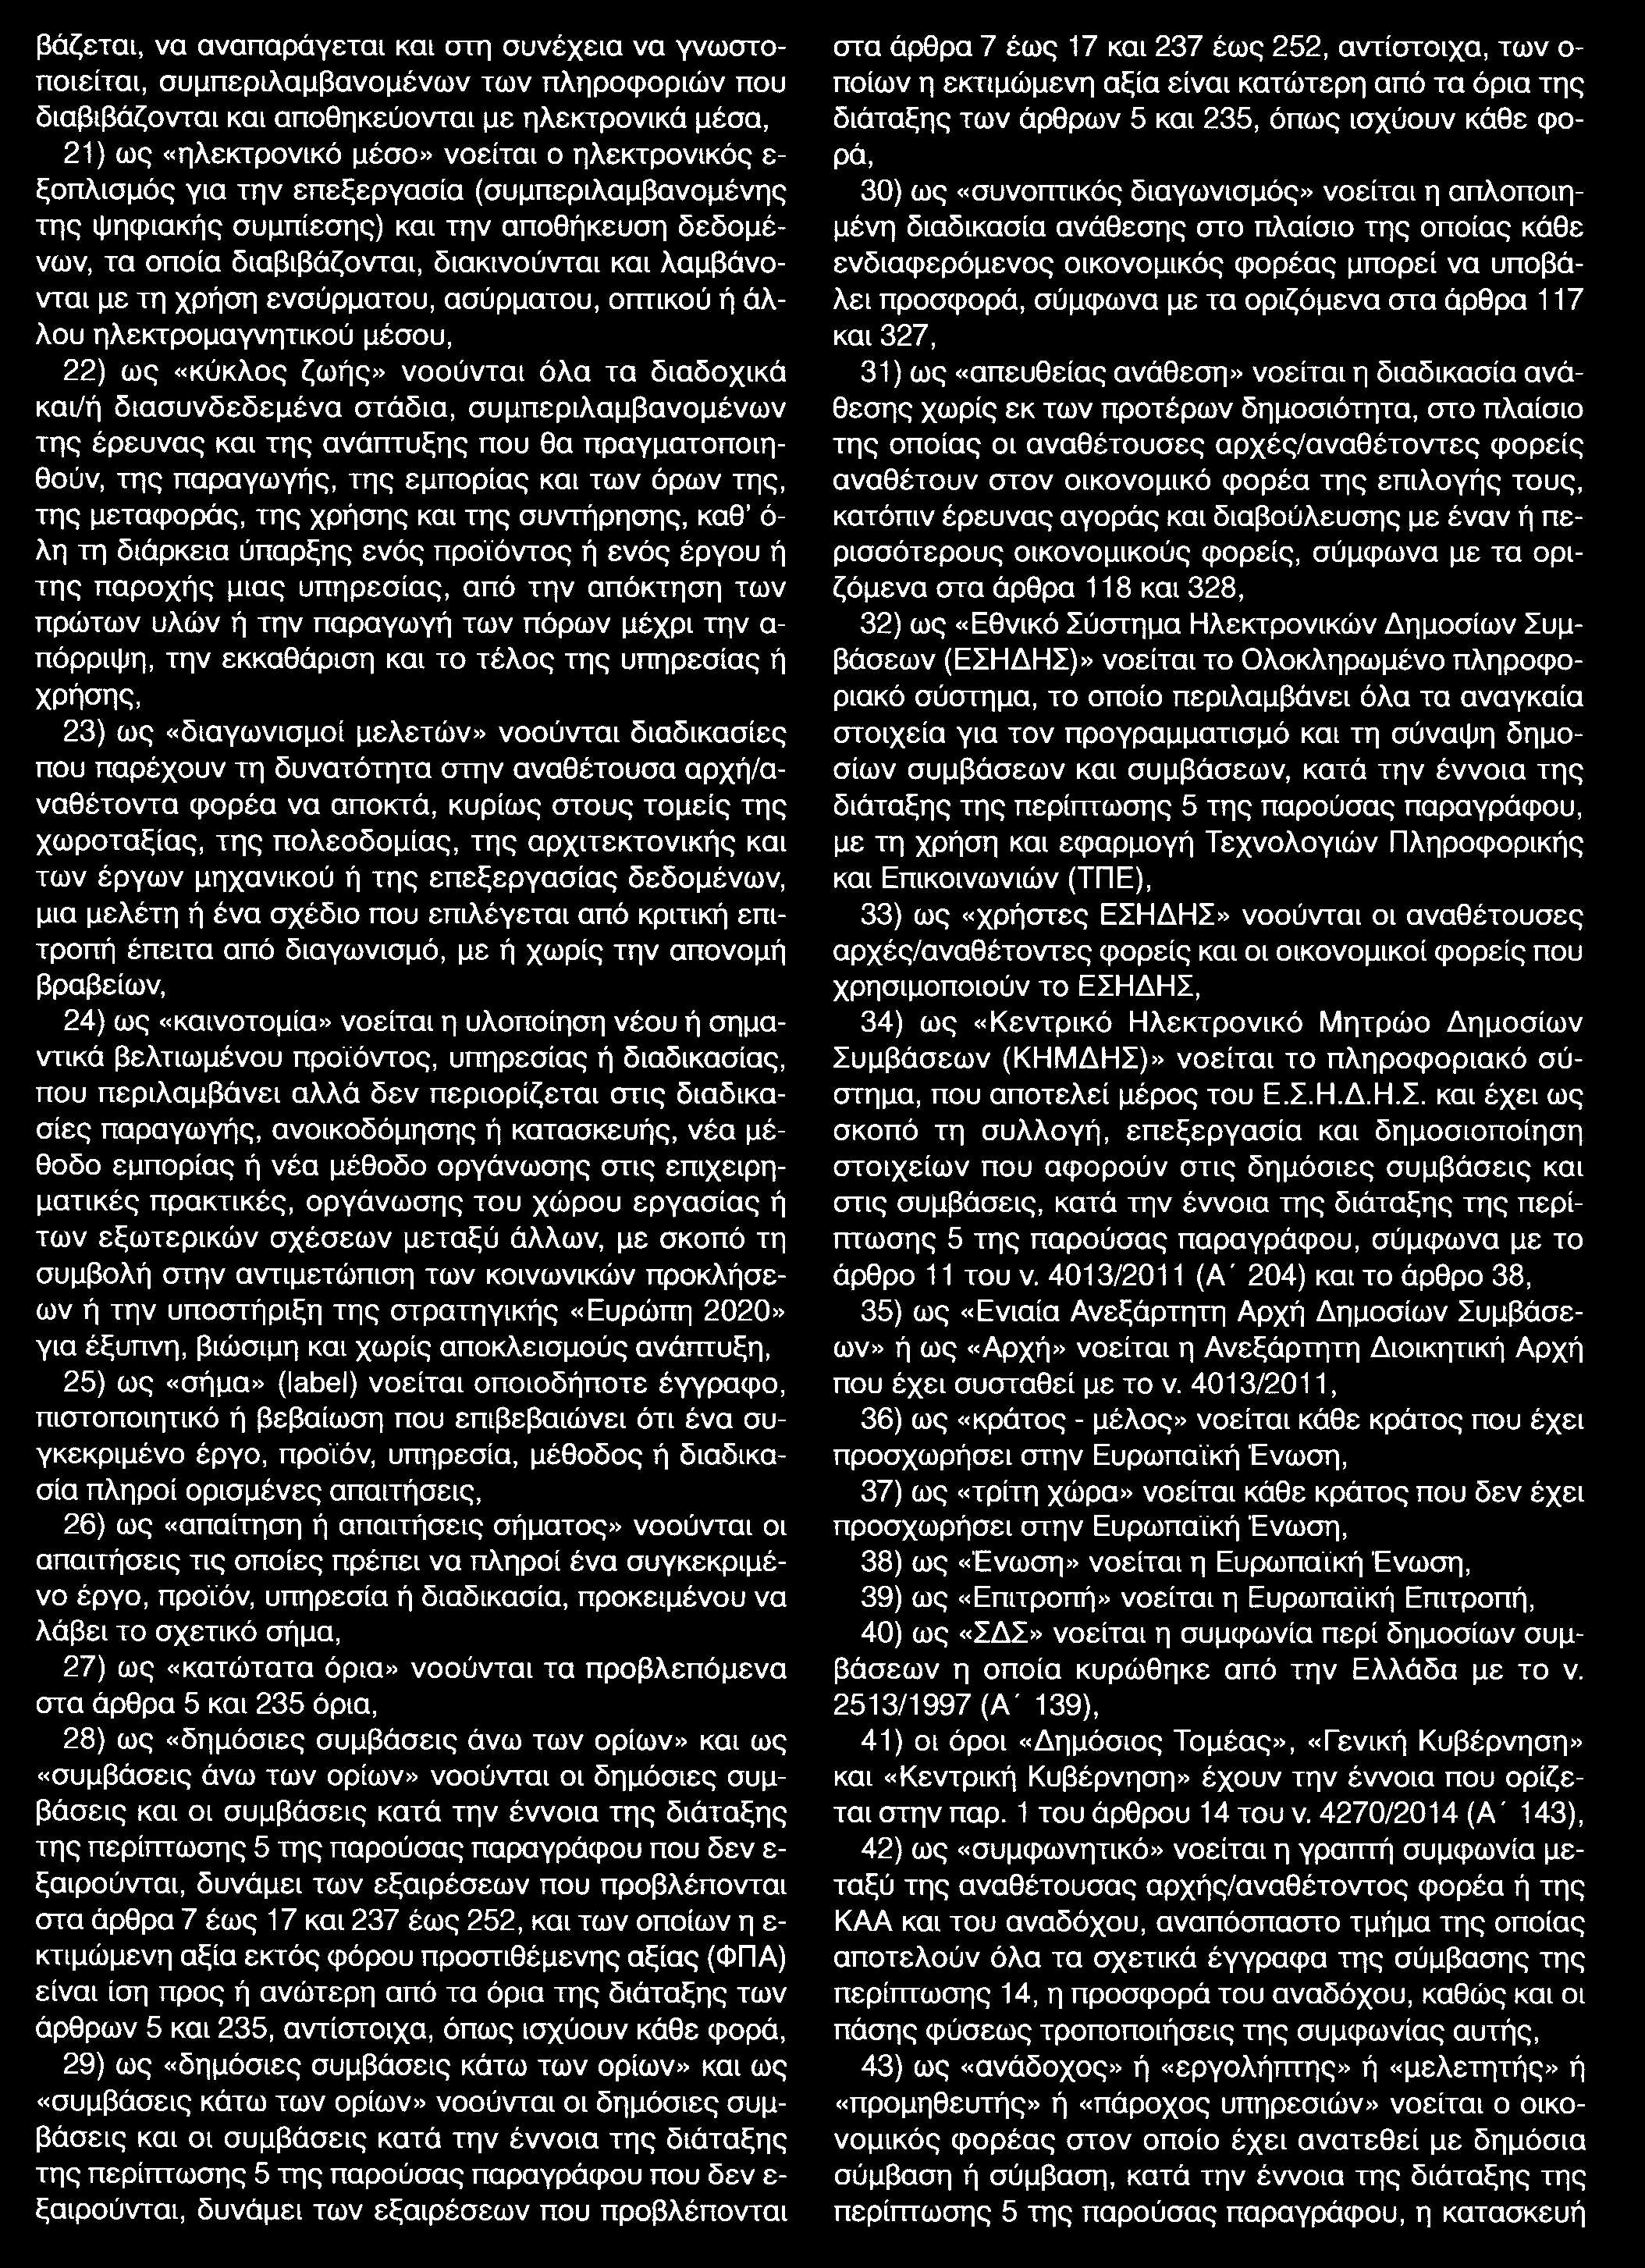 βάζεται, να αναπαράγεται και στη συνέχεια να γνωστο-
ποιείται, συμπεριλαμβανομένων των πληροφοριών που
διαβιβάζονται και αποθηκεύονται με ηλεκτρονικά μέσα,
21) ως «ηλεκτρονικό μέσο» νοείται ο ηλεκτρονικός ε-
ξοπλισμός για την επεξεργασία (συμπεριλαμβανομένης
της ψηφιακής συμπίεσης) και την αποθήκευση δεδομέ-
νων, τα οποία διαβιβάζονται, διακινούνται και λαμβάνο-
νται με τη χρήση ενσύρματου, ασύρματου, οπτικού ή άλ-
λου ηλεκτρομαγνητικού μέσου,
22) ως «κύκλος ζωής» νοούνται όλα τα διαδοχικά
και/ή διασυνδεδεμένα στάδια, συμπεριλαμβανομένων
της έρευνας και της ανάπτυξης που θα πραγματοποιη-
θούν, της παραγωγής, της εμπορίας και των όρων της,
της μεταφοράς, της χρήσης και της συντήρησης, καθ’ ό-
λη τη διάρκεια ύπαρξης ενός προϊόντος ή ενός έργου ή
της παροχής μιας υπηρεσίας, από την απόκτηση των
πρώτων υλών ή την παραγωγή των πόρων μέχρι την α-
πόρριψη, την εκκαθάριση και το τέλος της υπηρεσίας ή
χρήσης,
23) ως «διαγωνισμοί μελετών» νοούνται διαδικασίες
που παρέχουν τη δυνατότητα στην αναθέτουσα αρχή/α-
ναθέτοντα φορέα να αποκτά, κυρίως στους τομείς της
χωροταξίας, της πολεοδομίας, της αρχιτεκτονικής και
των έργων μηχανικού ή της επεξεργασίας δεδομένων,
μια μελέτη ή ένα σχέδιο που επιλέγεται από κριτική επι-
τροπή έπειτα από διαγωνισμό, με ή χωρίς την απονομή
βραβείων,
24) ως «καινοτομία» νοείται η υλοποίηση νέου ή σημα-
ντικά βελτιωμένου προϊόντος, υπηρεσίας ή διαδικασίας,
που περιλαμβάνει αλλά δεν περιορίζεται στις διαδικα-
σίες παραγωγής, ανοικοδόμησης ή κατασκευής, νέα μέ-
θοδο εμπορίας ή νέα μέθοδο οργάνωσης στις επιχειρη-
ματικές πρακτικές, οργάνωσης του χώρου εργασίας ή
των εξωτερικών σχέσεων μεταξύ άλλων, με σκοπό τη
συμβολή στην αντιμετώπιση των κοινωνικών προκλήσε-
ων ή την υποστήριξη της στρατηγικής «Ευρώπη 2020»
για έξυπνη, βιώσιμη και χωρίς αποκλεισμούς ανάπτυξη,
25) ως «σήμα» (label) νοείται οποιοδήποτε έγγραφο,
πιστοποιητικό ή βεβαίωση που επιβεβαιώνει ότι ένα συ-
γκεκριμένο έργο, προϊόν, υπηρεσία, μέθοδος ή διαδικα-
σία πληροί ορισμένες απαιτήσεις,
26) ως «απαίτηση ή απαιτήσεις σήματος» νοούνται οι
απαιτήσεις τις οποίες πρέπει να πληροί ένα συγκεκριμέ-
νο έργο, προϊόν, υπηρεσία ή διαδικασία, προκειμένου να
λάβει το σχετικό σήμα,
27) ως «κατώτατα όρια» νοούνται τα προβλεπόμενα
στα άρθρα 5 και 235 όρια,
28) ως «δημόσιες συμβάσεις άνω των ορίων» και ως
«συμβάσεις άνω των ορίων» νοούνται οι δημόσιες συμ-
βάσεις και οι συμβάσεις κατά την έννοια της διάταξης
της περίπτωσης 5 της παρούσας παραγράφου που δεν ε-
ξαιρούνται, δυνάμει των εξαιρέσεων που προβλέπονται
στα άρθρα 7 έως 17 και 237 έως 252, και των οποίων η ε-
κτιμώμενη αξία εκτός φόρου προστιθέμενης αξίας (ΦΠΑ)
είναι ίση προς ή ανώτερη από τα όρια της διάταξης των
άρθρων 5 και 235, αντίστοιχα, όπως ισχύουν κάθε φορά,
29) ως «δημόσιες συμβάσεις κάτω των ορίων» και ως
«συμβάσεις κάτω των ορίων» νοούνται οι δημόσιες συμ-
βάσεις και οι συμβάσεις κατά την έννοια της διάταξης
της περίπτωσης 5 της παρούσας παραγράφου που δεν ε-
ξαιρούνται, δυνάμει των εξαιρέσεων που προβλέπονται
στα άρθρα 7 έως 17 και 237 έως 252, αντίστοιχα, των ο-
ποίων η εκτιμώμενη αξία είναι κατώτερη από τα όρια της
διάταξης των άρθρων 5 και 235, όπως ισχύουν κάθε φο-
ρά,
30) ως «συνοπτικός διαγωνισμός» νοείται η απλοποιη-
μένη διαδικασία ανάθεσης στο πλαίσιο της οποίας κάθε
ενδιαφερόμενος οικονομικός φορέας μπορεί να υποβά-
λει προσφορά, σύμφωνα με τα οριζόμενα στα άρθρα 117
και 327,
31) ως «απευθείας ανάθεση» νοείται η διαδικασία ανά-
θεσης χωρίς εκ των προτέρων δημοσιότητα, στο πλαίσιο
της οποίας οι αναθέτουσες αρχές/αναθέτοντες φορείς
αναθέτουν στον οικονομικό φορέα της επιλογής τους,
κατόπιν έρευνας αγοράς και διαβούλευσης με έναν ή πε-
ρισσότερους οικονομικούς φορείς, σύμφωνα με τα ορι-
ζόμενα στα άρθρα 118 και 328,
32) ως «Εθνικό Σύστημα Ηλεκτρονικών Δημοσίων Συμ-
βάσεων (ΕΣΗΔΗΣ)» νοείται το Ολοκληρωμένο πληροφο-
ριακό σύστημα, το οποίο περιλαμβάνει όλα τα αναγκαία
στοιχεία για τον προγραμματισμό και τη σύναψη δημο-
σίων συμβάσεων και συμβάσεων, κατά την έννοια της
διάταξης της περίπτωσης 5 της παρούσας παραγράφου,
με τη χρήση και εφαρμογή Τεχνολογιών Πληροφορικής
και Επικοινωνιών (ΤΠΕ),
33) ως «χρήστες ΕΣΗΔΗΣ» νοούνται οι αναθέτουσες
αρχές/αναθέτοντες φορείς και οι οικονομικοί φορείς που
χρησιμοποιούν το ΕΣΗΔΗΣ,
34) ως «Κεντρικό Ηλεκτρονικό Μητρώο Δημοσίων
Συμβάσεων (ΚΗΜΔΗΣ)» νοείται το πληροφοριακό σύ-
στημα, που αποτελεί μέρος του Ε.Σ.Η.Δ.Η.Σ. και έχει ως
σκοπό τη συλλογή, επεξεργασία και δημοσιοποίηση
στοιχείων που αφορούν στις δημόσιες συμβάσεις και
στις συμβάσεις, κατά την έννοια της διάταξης της περί-
πτωσης 5 της παρούσας παραγράφου, σύμφωνα με το
άρθρο 11 του ν. 4013/2011 (Α΄ 204) και το άρθρο 38,
35) ως «Ενιαία Ανεξάρτητη Αρχή Δημοσίων Συμβάσε-
ων» ή ως «Αρχή» νοείται η Ανεξάρτητη Διοικητική Αρχή
που έχει συσταθεί με το ν. 4013/2011,
36) ως «κράτος - μέλος» νοείται κάθε κράτος που έχει
προσχωρήσει στην Ευρωπαϊκή Ένωση,
37) ως «τρίτη χώρα» νοείται κάθε κράτος που δεν έχει
προσχωρήσει στην Ευρωπαϊκή Ένωση,
38) ως «Ένωση» νοείται η Ευρωπαϊκή Ένωση,
39) ως «Επιτροπή» νοείται η Ευρωπαϊκή Επιτροπή,
40) ως «ΣΔΣ» νοείται η συμφωνία περί δημοσίων συμ-
βάσεων η οποία κυρώθηκε από την Ελλάδα με το ν.
2513/1997 (Α΄ 139),
41) οι όροι «Δημόσιος Τομέας», «Γενική Κυβέρνηση»
και «Κεντρική Κυβέρνηση» έχουν την έννοια που ορίζε-
ται στην παρ. 1 του άρθρου 14 του ν. 4270/2014 (Α΄ 143),
42) ως «συμφωνητικό» νοείται η γραπτή συμφωνία με-
ταξύ της αναθέτουσας αρχής/αναθέτοντος φορέα ή της
ΚΑΑ και του αναδόχου, αναπόσπαστο τμήμα της οποίας
αποτελούν όλα τα σχετικά έγγραφα της σύμβασης της
περίπτωσης 14, η προσφορά του αναδόχου, καθώς και οι
πάσης φύσεως τροποποιήσεις της συμφωνίας αυτής,
43) ως «ανάδοχος» ή «εργολήπτης» ή «μελετητής» ή
«προμηθευτής» ή «πάροχος υπηρεσιών» νοείται ο οικο-
νομικός φορέας στον οποίο έχει ανατεθεί με δημόσια
σύμβαση ή σύμβαση, κατά την έννοια της διάταξης της
περίπτωσης 5 της παρούσας παραγράφου, η κατασκευή